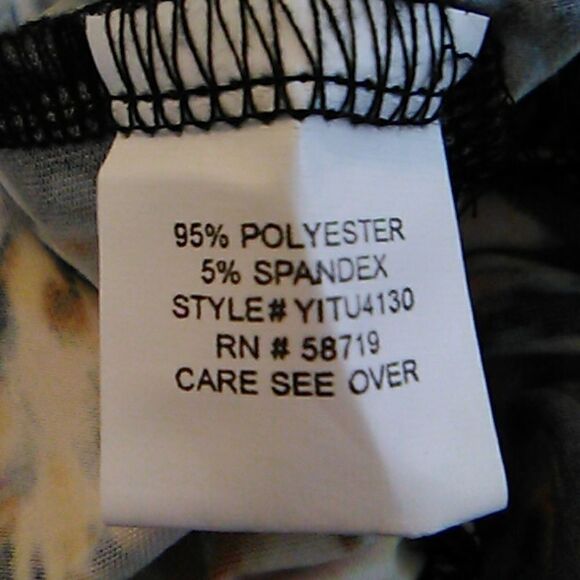 95% POLYESTER
5% SPANDEX
STYLE# YITU4130
RN # 58719
CARE SEE OVER